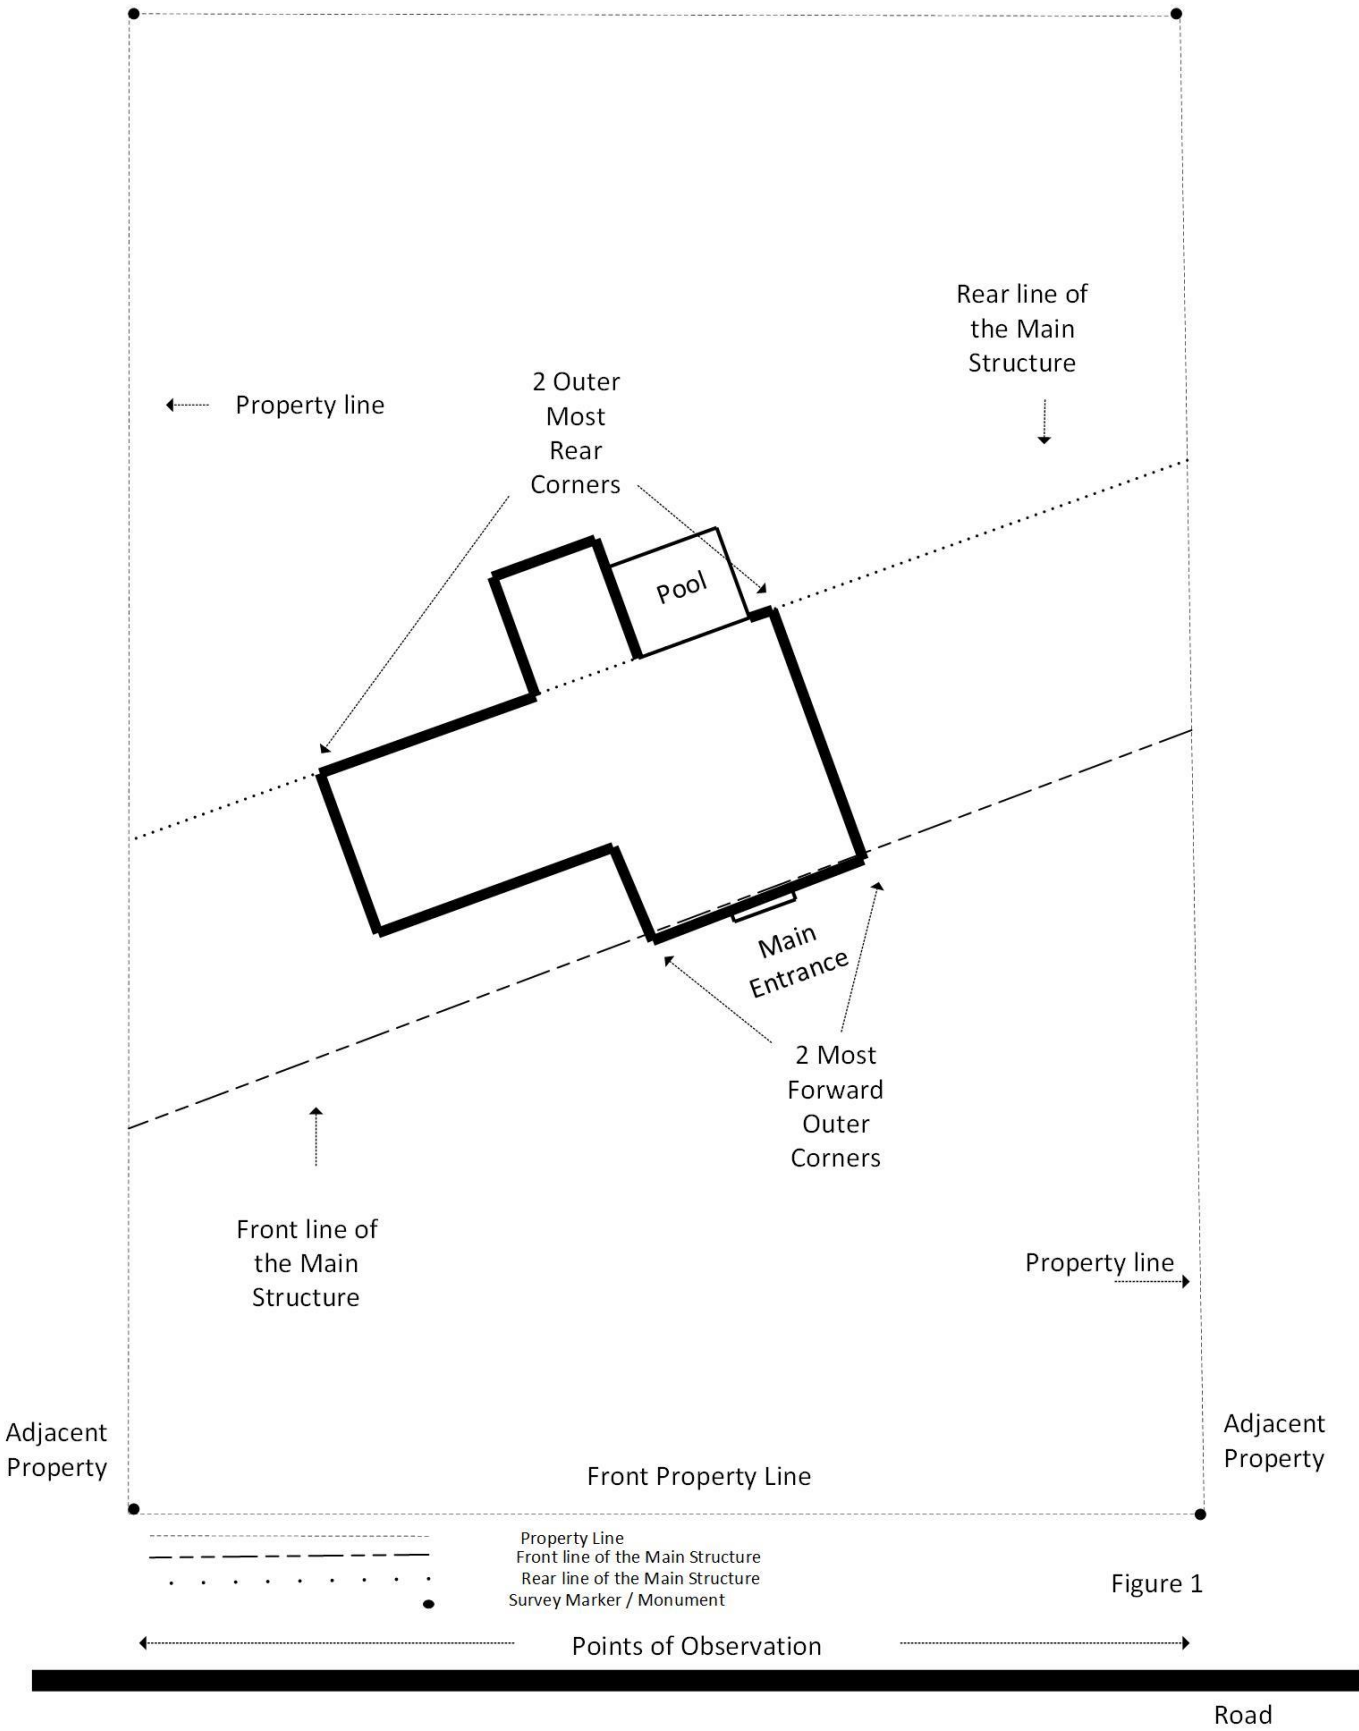 Rear line of
the Main
Structure
2 Outer
Most
Rear
Corners
Property line
Pool
Main
Entrance
2 Most
Forward
Outer
Corners
Front line of
the Main
Structure
Property line
Adjacent
Property
Adjacent
Property
Front Property Line
Property Line
Front line of the Main Structure
Rear line of the Main Structure
Survey Marker / Monument
Figure 1
Points of Observation
Road